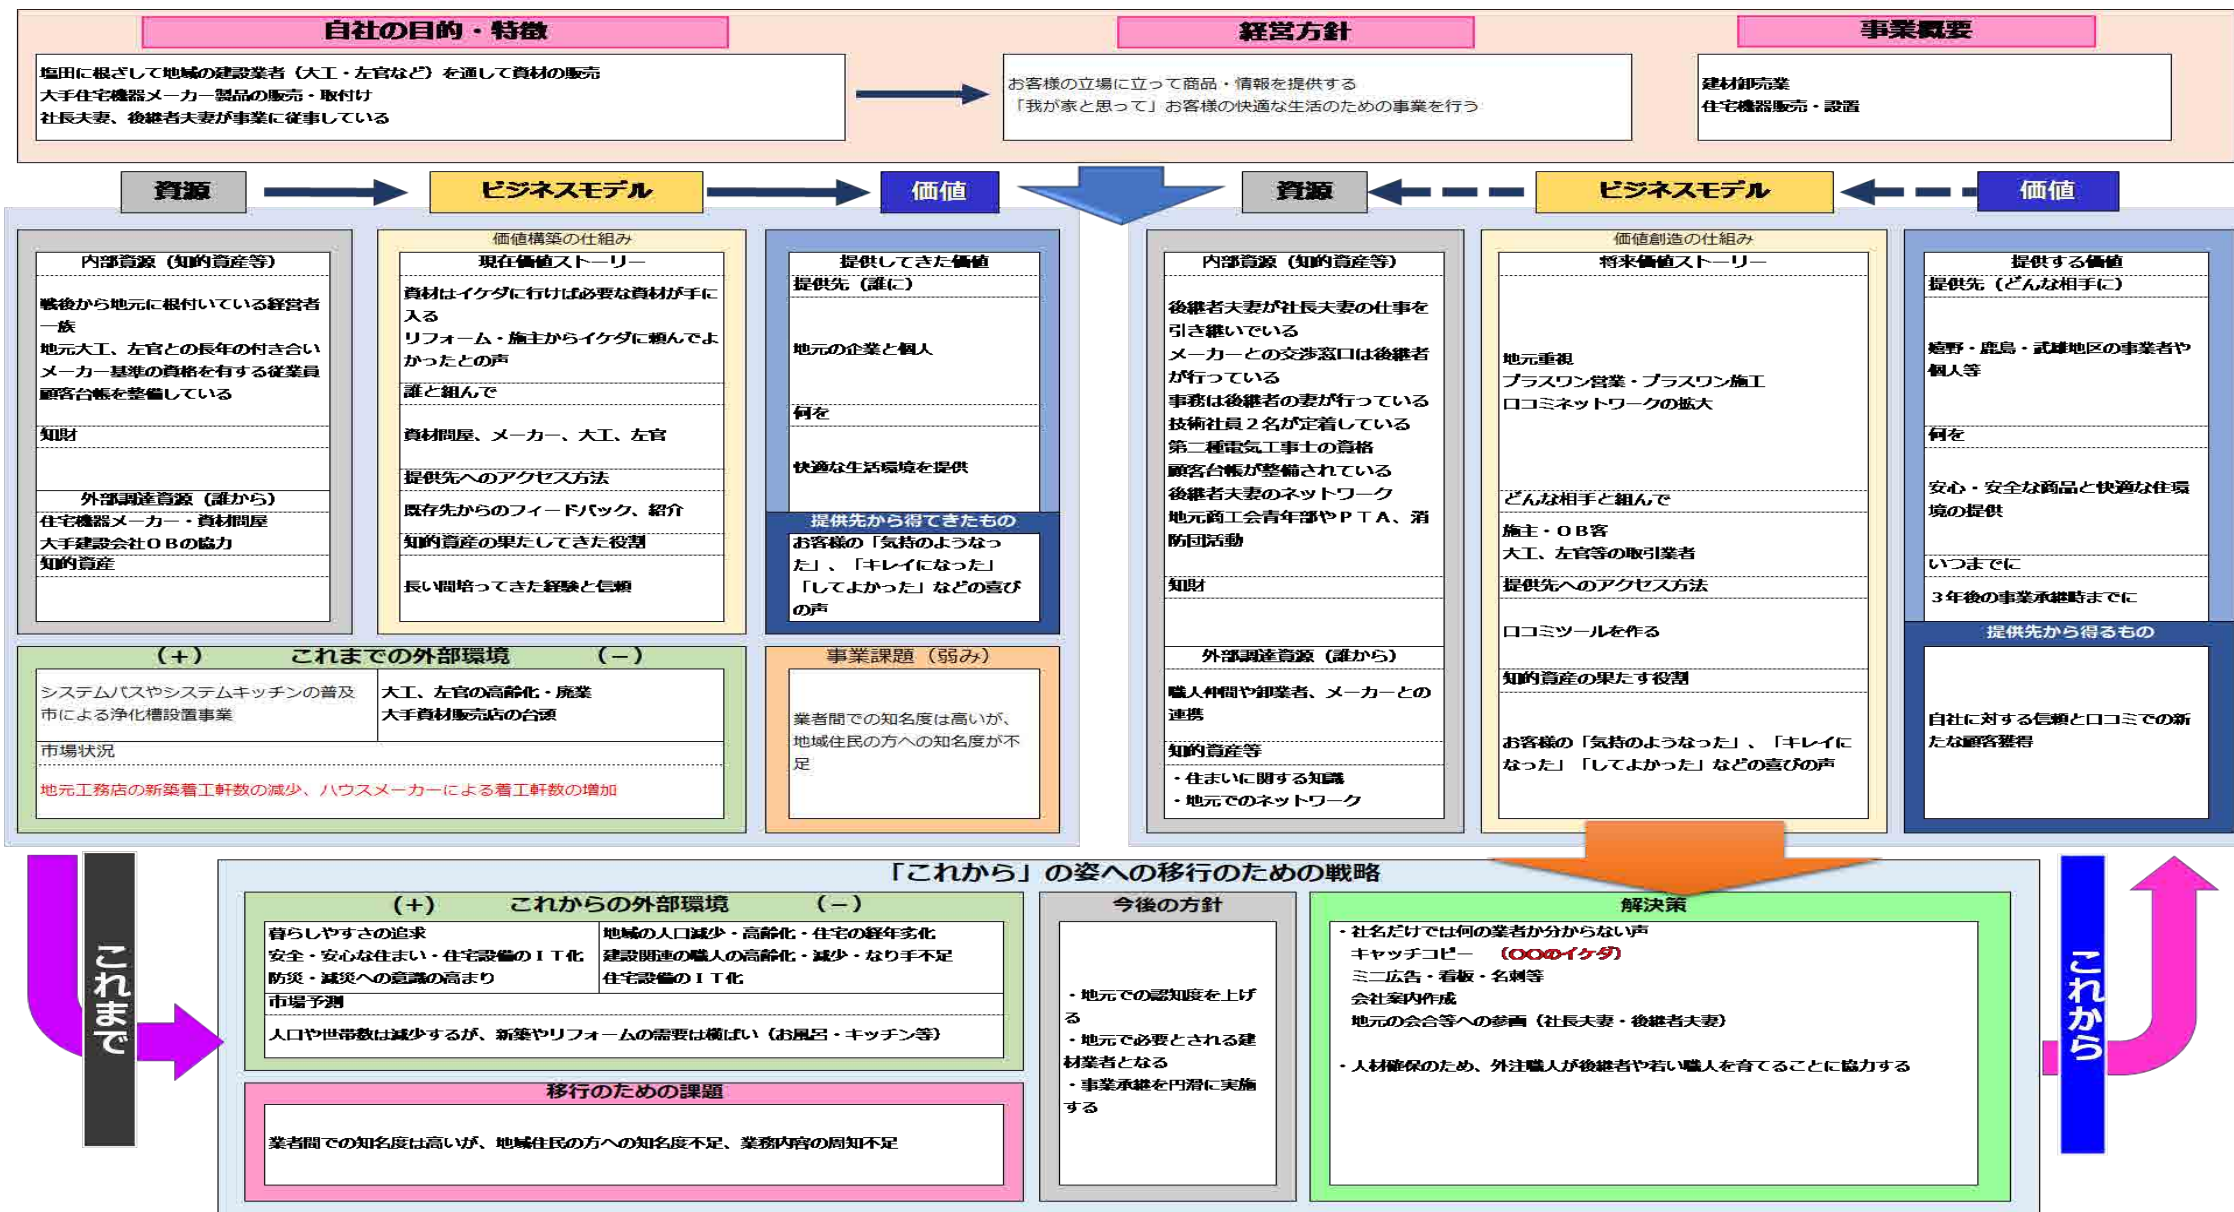 自社の目的・特徴
塩田に根ざして地域の建設業者（大工・左官など）を通して資材の販売
大手住宅機器メーカー製品の販売・取付け
社長夫妻、後継者夫妻が事業に従事している
経営方針
お客様の立場に立って商品・情報を提供する
「我が家と思って」お客様の快適な生活のための事業を行う
事業概要
建材卸売業
住宅機器販売・設置
資源
ビジネスモデル
価値
内部資源（知的資産等）
戦後から地元に根付いている経営者
一族
地元大工、左官との長年の付き合い
メーカー基準の資格を有する従業員
顧客台帳を整備している
知財
外部調達資源（誰から）
住宅機器メーカー・資材問屋
大手建設会社ＯＢの協力
知的資産
価値構築の仕組み
現在価値ストーリー
資材はイケダに行けば必要な資材が手に
入る
リフォーム・施主からイケダに頼んでよ
かったとの声
誰と組んで
資材問屋、メーカー、大工、左官
提供先へのアクセス方法
既存先からのフィードバック、紹介
知的資産の果たしてきた役割
長い間培ってきた経験と信頼
提供してきた価値
提供先（誰に）
地元の企業と個人
何を
快適な生活環境を提供
提供先から得てきたもの
お客様の「気持のようなっ
た」、「キレイになった」
「してよかった」などの喜び
の声
（＋）　これまでの外部環境　（－）
システムバスやシステムキッチンの普及
市による浄化槽設置事業
大工、左官の高齢化・廃業
大手資材販売店の台頭
市場状況
地元工務店の新築着工軒数の減少、ハウスメーカーによる着工軒数の増加
事業課題（弱み）
業者間での知名度は高いが、
地域住民の方への知名度が不
足
資源
ビジネスモデル
価値
内部資源（知的資産等）
後継者夫妻が社長夫妻の仕事を
引き継いでいる
メーカーとの交渉窓口は後継者
が行っている
事務は後継者の妻が行っている
技術社員２名が定着している
第二種電気工事士の資格
顧客台帳が整備されている
後継者夫妻のネットワーク
地元商工会青年部やＰＴＡ、消
防団活動
知財
外部調達資源（誰から）
職人仲間や卸業者、メーカーとの
連携
知的資産等
・住まいに関する知識
・地元でのネットワーク
価値創造の仕組み
将来価値ストーリー
地元重視
プラスワン営業・プラスワン施工
口コミネットワークの拡大
どんな相手と組んで
施主・ＯＢ客
大工、左官等の取引業者
提供先へのアクセス方法
口コミツールを作る
知的資産の果たす役割
お客様の「気持のようなった」、「キレイに
なった」「してよかった」などの喜びの声
提供する価値
提供先（どんな相手に）
嬉野・鹿島・武雄地区の事業者や
個人等
何を
安心・安全な商品と快適な住環
境の提供
いつまでに
３年後の事業承継時までに
提供先から得るもの
自社に対する信頼と口コミでの新
たな顧客獲得
これまで
「これから」の姿への移行のための戦略
（＋）　これからの外部環境　（－）
暮らしやすさの追求
安全・安心な住まい・住宅設備のＩＴ化
防災・減災への意識の高まり
地域の人口減少・高齢化・住宅の経年劣化
建設関連の職人の高齢化・減少・なり手不足
住宅設備のＩＴ化
市場予測
人口や世帯数は減少するが、新築やリフォームの需要は横ばい（お風呂・キッチン等）
移行のための課題
業者間での知名度は高いが、地域住民の方への知名度不足、業務内容の周知不足
今後の方針
・地元での認知度を上げ
る
・地元で必要とされる建
材業者となる
・事業承継を円滑に実施
する
解決策
・社名だけでは何の業者か分からない声
キャッチコピー　（〇〇のイケダ）
ミニ広告・看板・名刺等
会社案内作成
地元の会合等への参画（社長夫妻・後継者夫妻）
・人材確保のため、外注職人が後継者や若い職人を育てることに協力する
これから